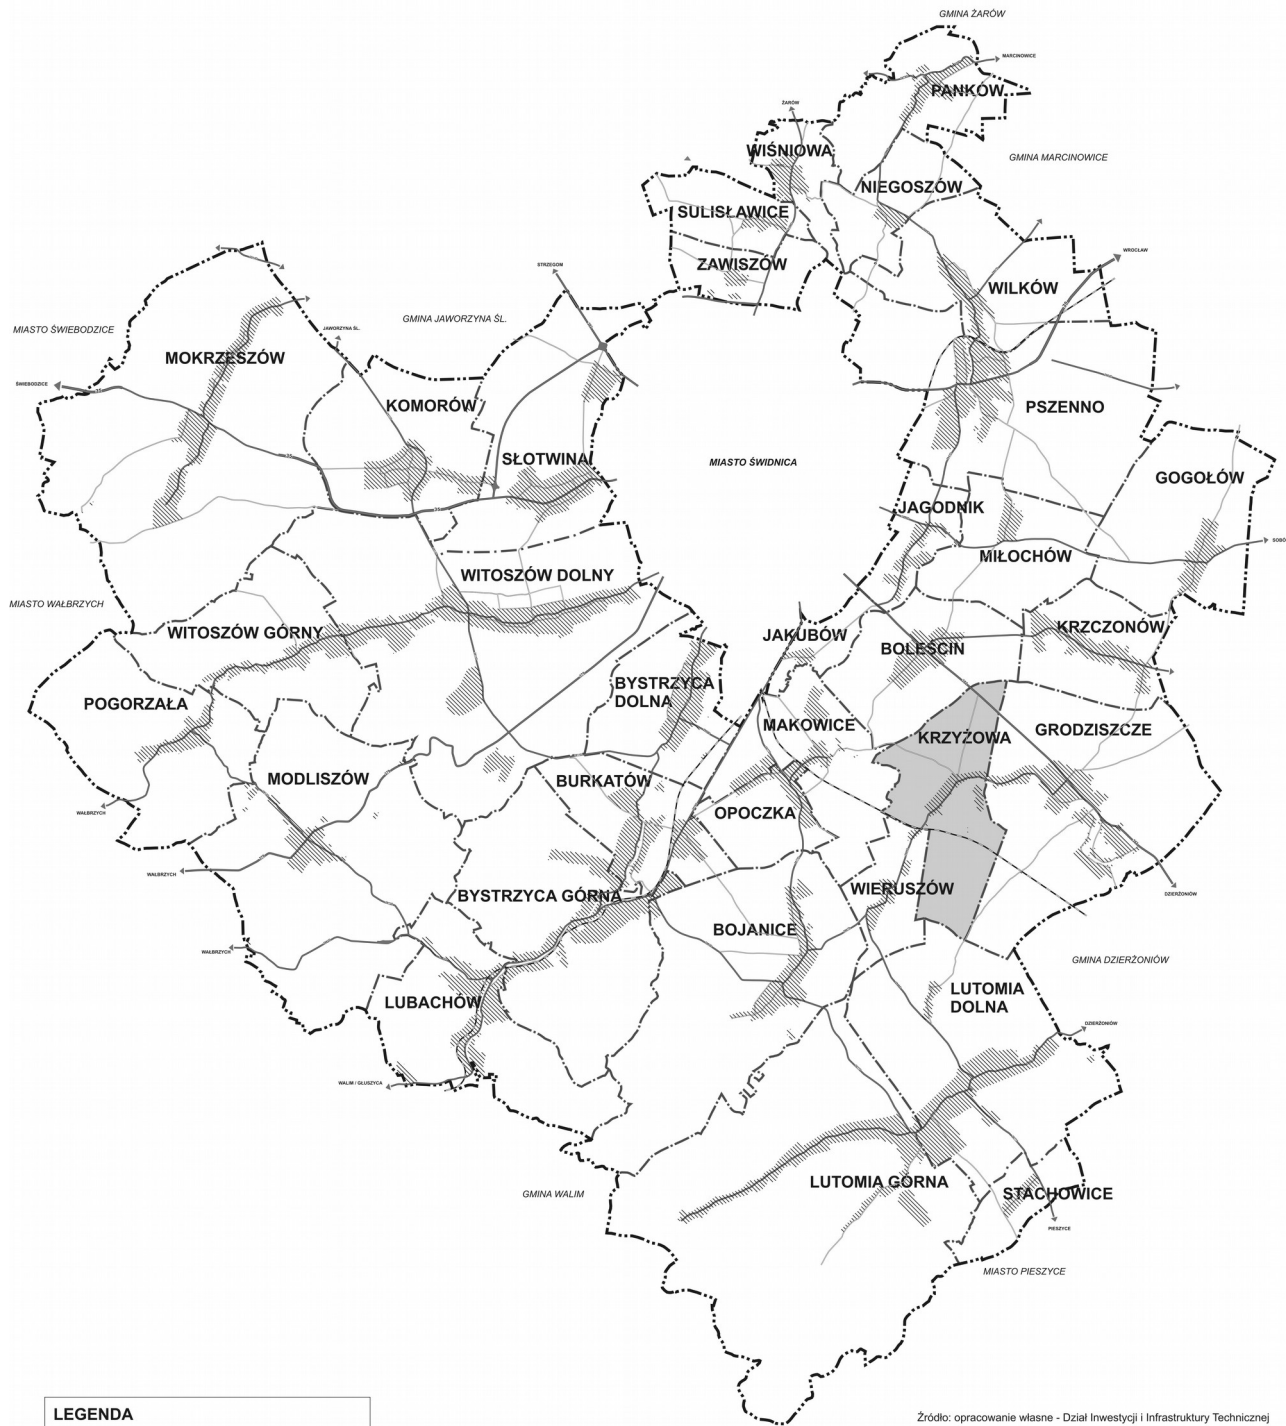 GMINA ŻARÓW
MARCINOWICE
PANKÓW
ŻARÓW
WIŚNIOWA
GMINA MARCINOWICE
NIEGOSZÓW
SULISŁAWICE
ZAWISZÓW
WROCŁAW
STRZEGOM
WILKÓW
GMINA JAWORZYNA ŚL.
MIASTO ŚWIEBODZICE
JAWORZYNA ŚL.
MOKRZESZÓW
ŚWIEBODZICE
35
KOMORÓW
PSZENNO
SŁOTWINA
MIASTO ŚWIDNICA
35
GOGOŁÓW
JAGODNIK
35
SOBO
MIŁOCHÓW
WITOSZÓW DOLNY
MIASTO WAŁBRZYCH
WITOSZÓW GÓRNY
JAKUBÓW
KRZCZONÓW
BOLEŚCIN
BYSTRZYCA
DOLNA
POGORZAŁA
MAKOWICE
KRZYŻOWA
GRODZISZCZE
MODLISZÓW
BURKATÓW
WAŁBRZYCH
OPOCZKA
WAŁBRZYCH
WIERUSZÓW
DZIERŻONIÓW
BYSTRZYCA GÓRNA
BOJANICE
WAŁBRZYCH
GMINA DZIERŻONIÓW
LUTOMIA
DOLNA
LUBACHÓW
DZIERŻONIÓW
WALIM / GŁUSZYCA
LUTOMIA GÓRNA
GMINA WALIM
STACHOWICE
PIESZYCE
MIASTO PIESZYCE
LEGENDA
Źródło: opracowanie własne - Dział Inwestycji i Infrastruktury Technicznej